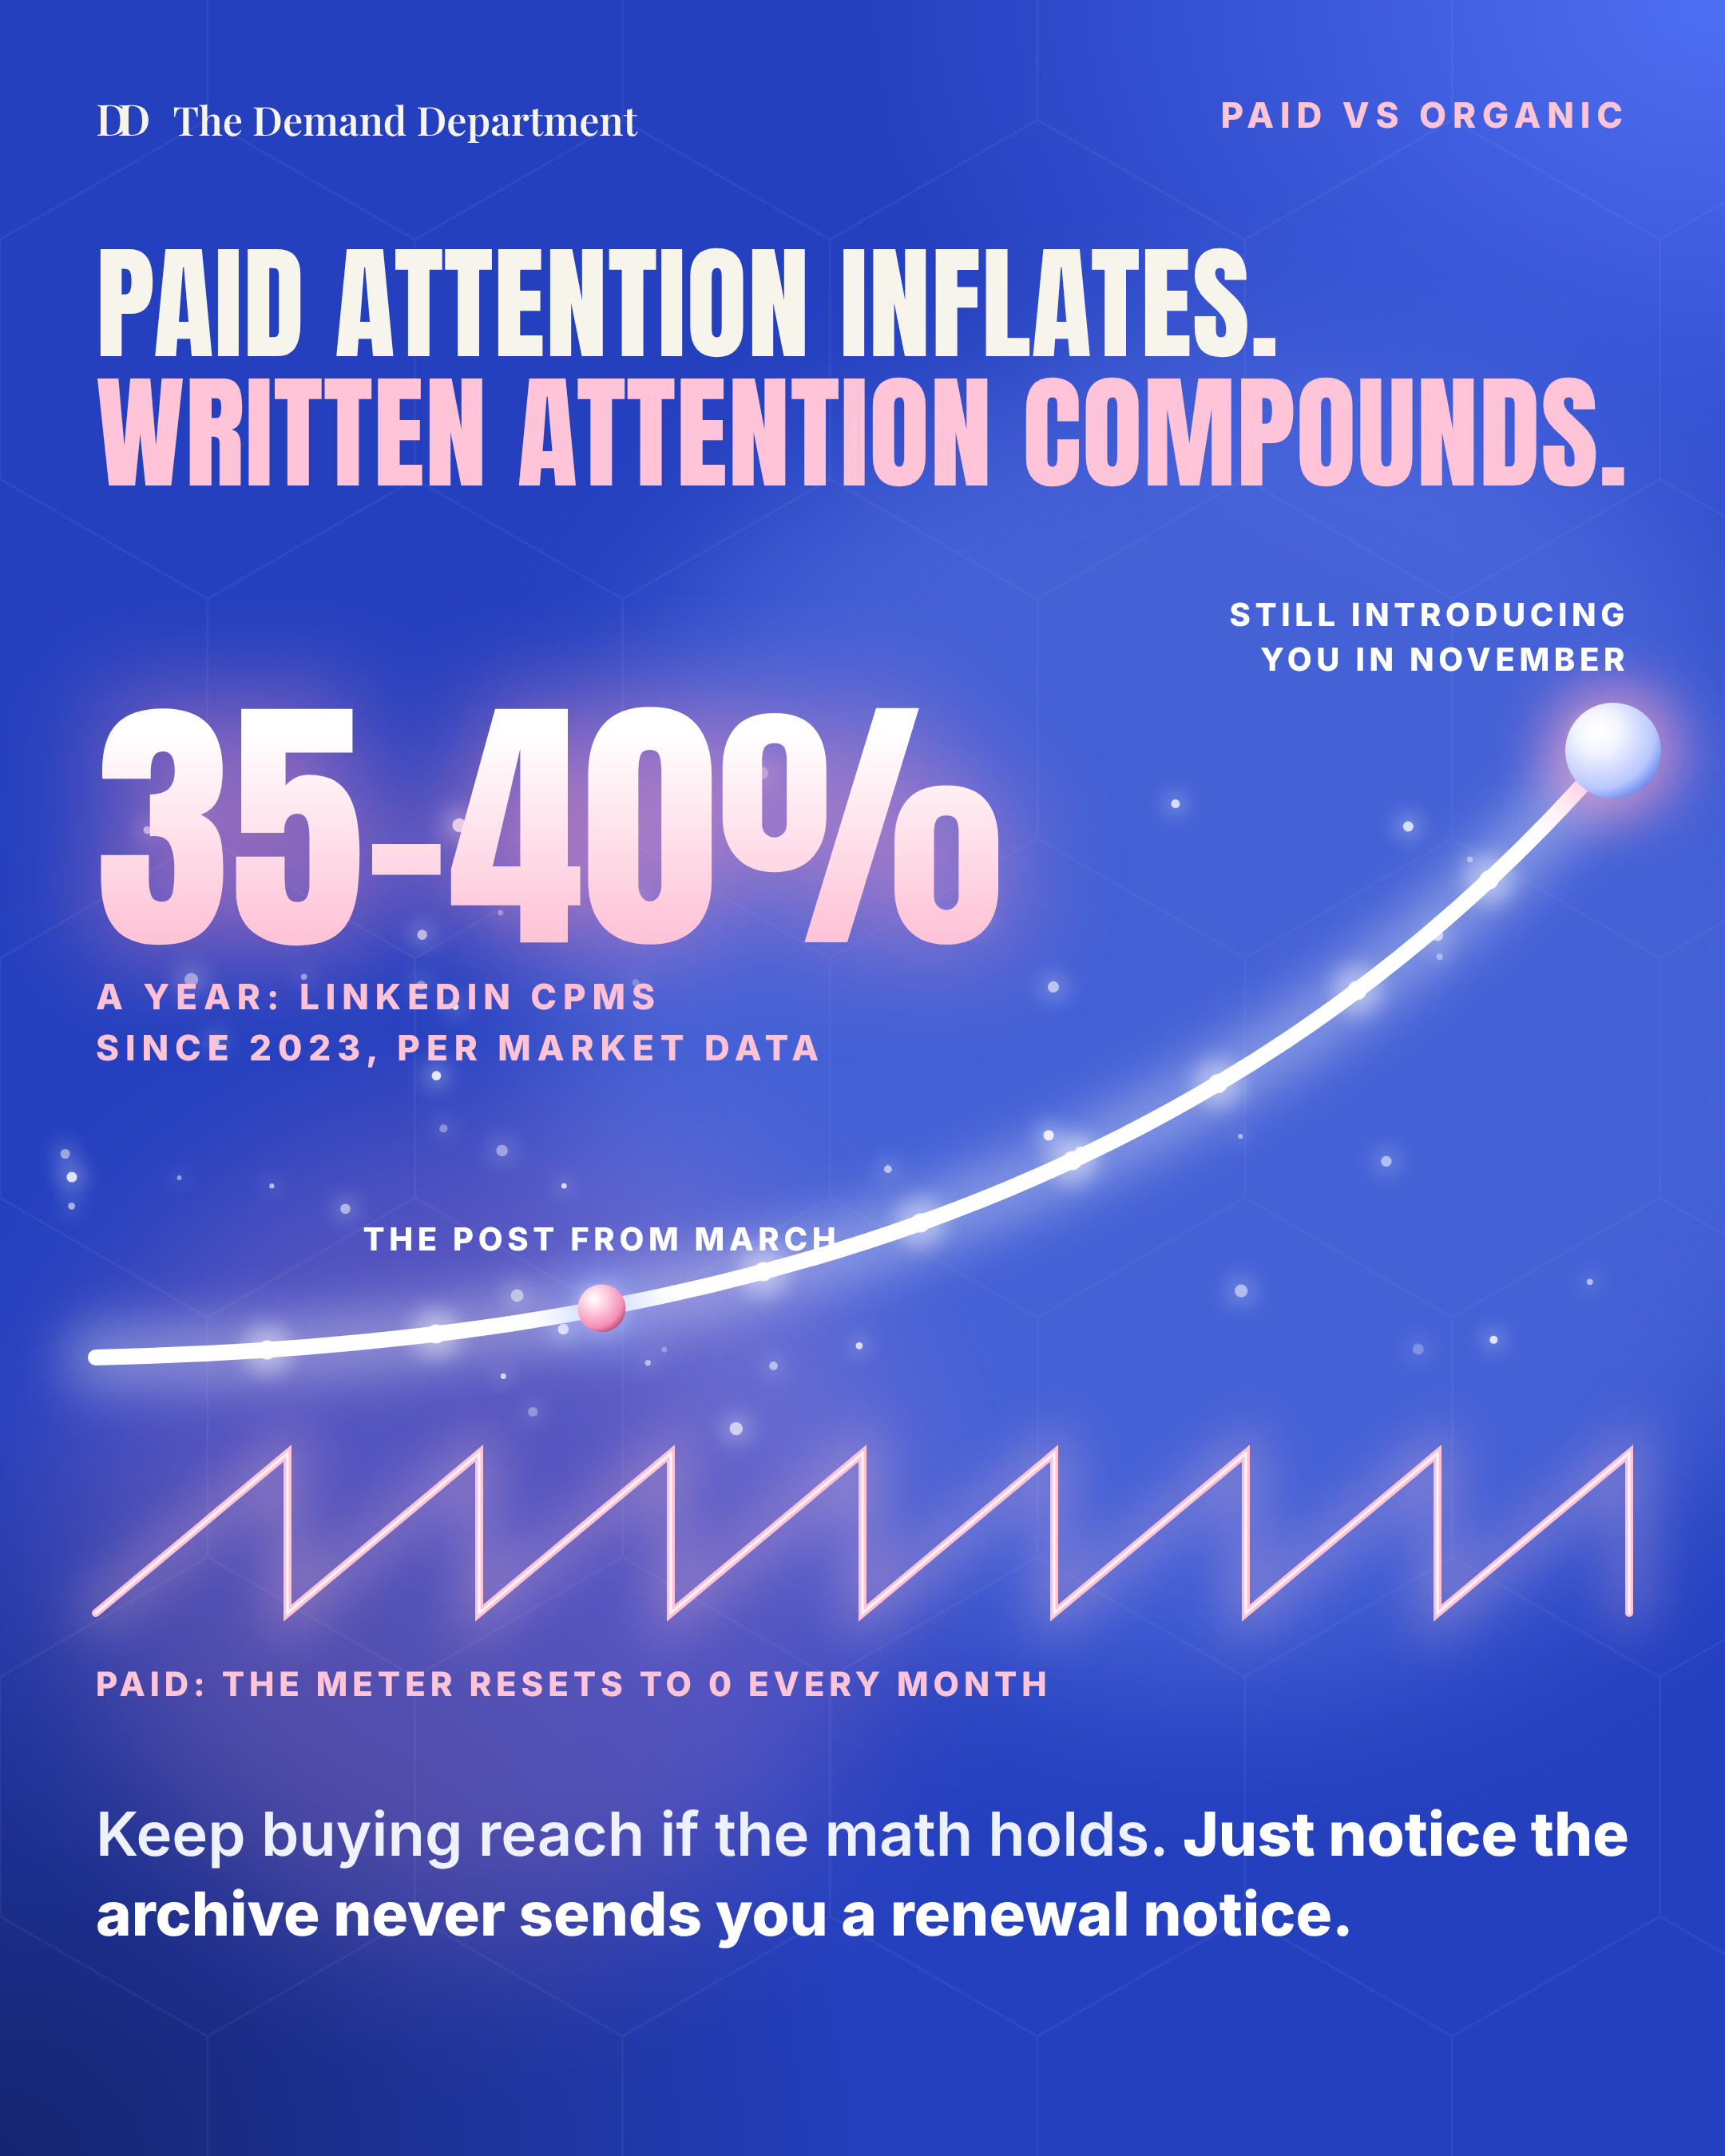 DD The Demand Department
PAID VS ORGANIC
PAID ATTENTION INFLATES.
WRITTEN ATTENTION COMPOUNDS.
STILL INTRODUCING
YOU IN NOVEMBER
35-40%
A YEAR: LINKEDIN CPMS
SINCE 2023, PER MARKET DATA
THE POST FROM MARCH
PAID: THE METER RESETS TO 0 EVERY MONTH
Keep buying reach if the math holds. Just notice the
archive never sends you a renewal notice.